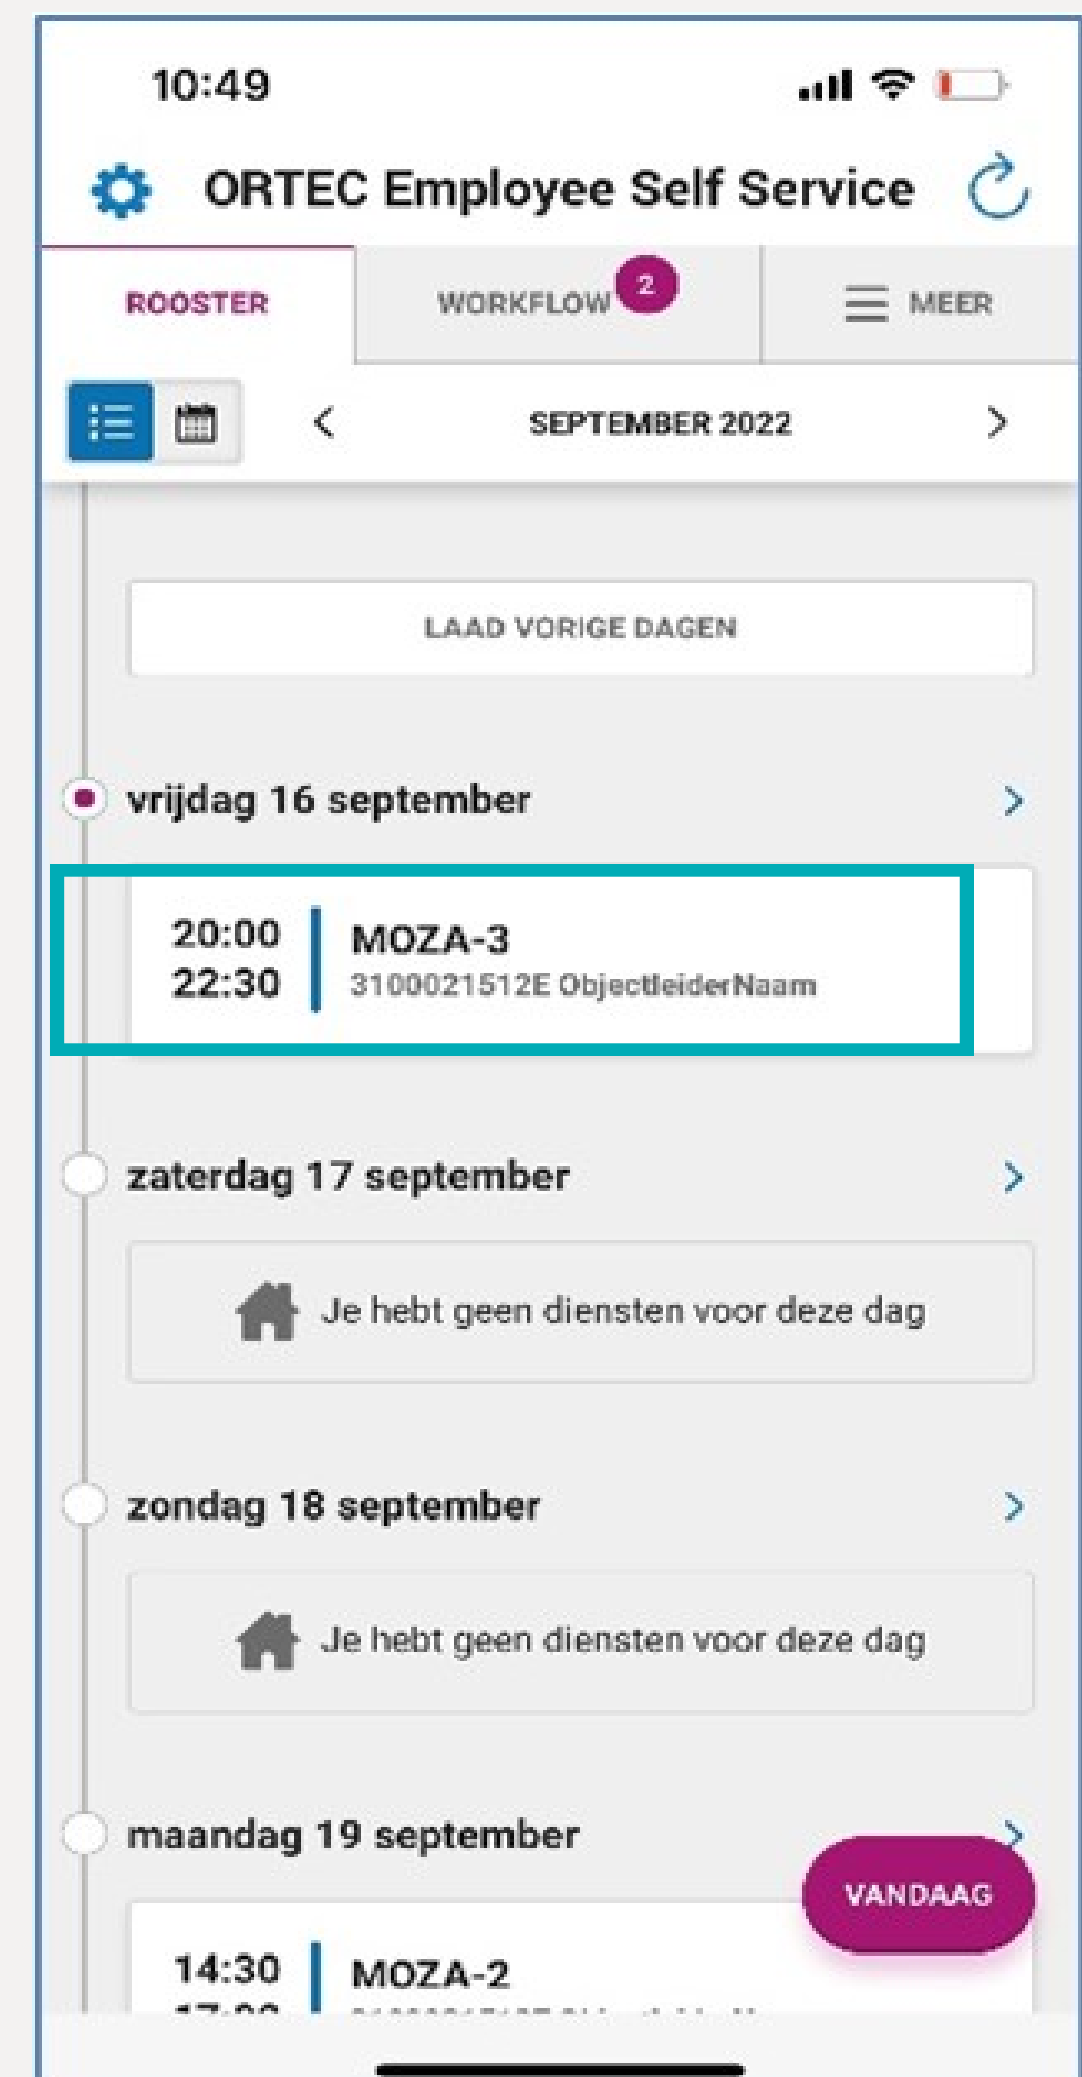 10:49
ORTEC Employee Self Service
ROOSTER
WORKFLOW 2
MEER
SEPTEMBER 2022
LAAD VORIGE DAGEN
vrijdag 16 september
20:00
MOZA-3
22:30
3100021512E ObjectleiderNaam
zaterdag 17 september
Je hebt geen diensten voor deze dag
zondag 18 september
Je hebt geen diensten voor deze dag
maandag 19 september
VANDAAG
14:30
MOZA-2